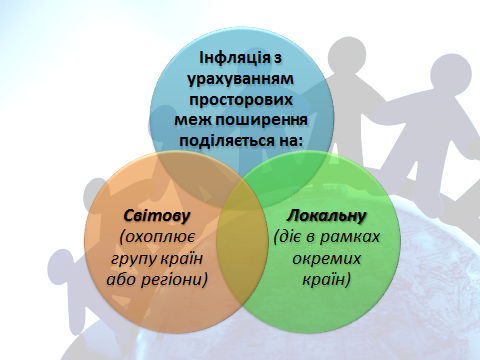 Інфляція з
урахуванням
просторових
меж поширення
поділяється на:
Світову
(охоплює
групу країн
або регіони)
Локальну
(діє в рамках
окремих
країн)